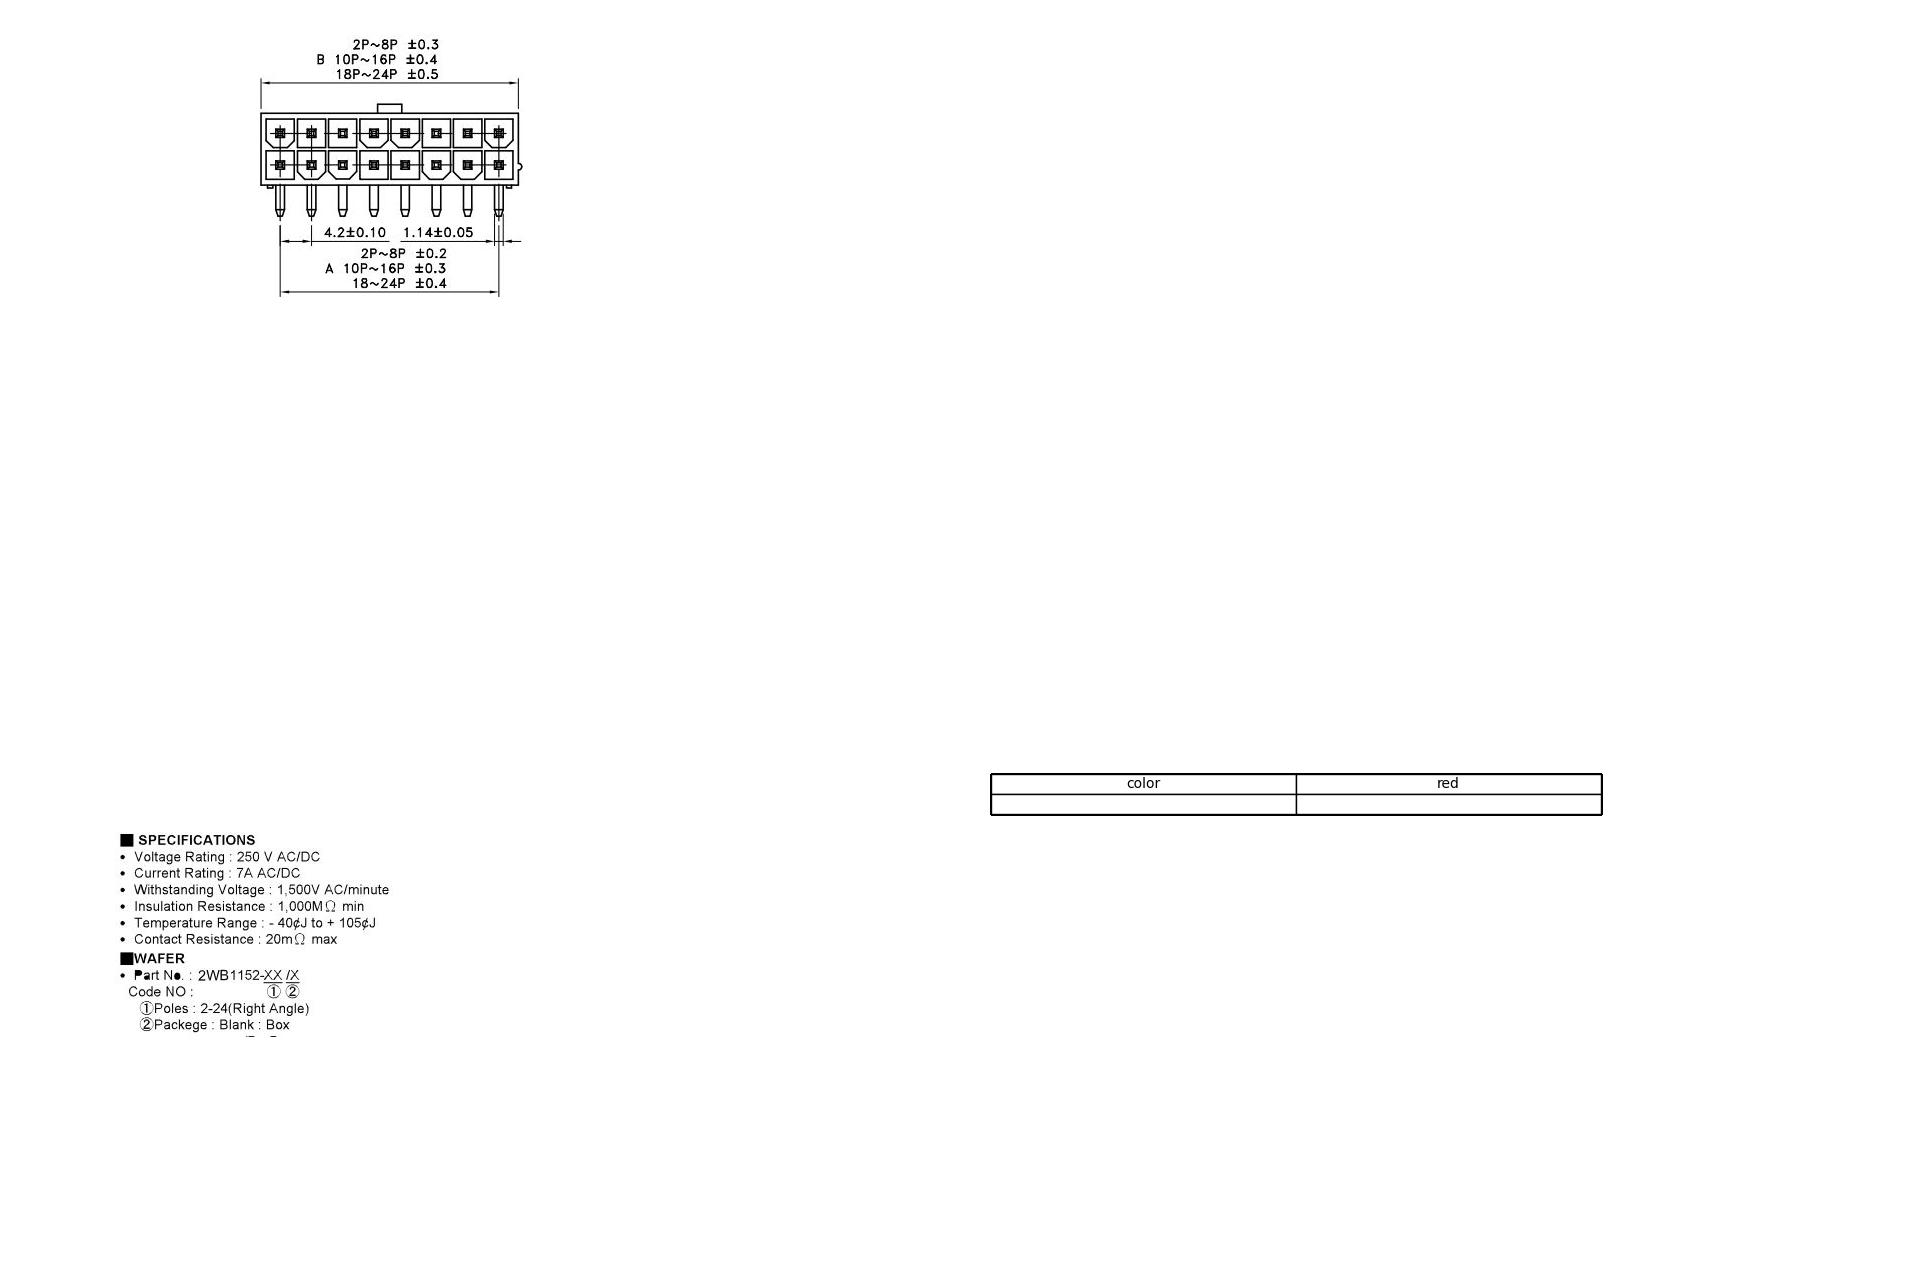 2P~8P ±0.3
B 10P~16P ±0.4
18P~24P ±0.5
4.2±0.10 1.14±0.05
2P~8P ±0.2
A 10P~16P ±0.3
18~24P ±0.4
color red
■ SPECIFICATIONS
• Voltage Rating : 250 V AC/DC
• Current Rating : 7A AC/DC
• Withstanding Voltage : 1,500V AC/minute
• Insulation Resistance : 1,000MΩ min
• Temperature Range : - 40¢J to + 105¢J
• Contact Resistance : 20mΩ max
■WAFER
• Part No. : 2WB1152-XX /X
Code NO : ① ②
①Poles : 2-24(Right Angle)
②Packege : Blank : Box